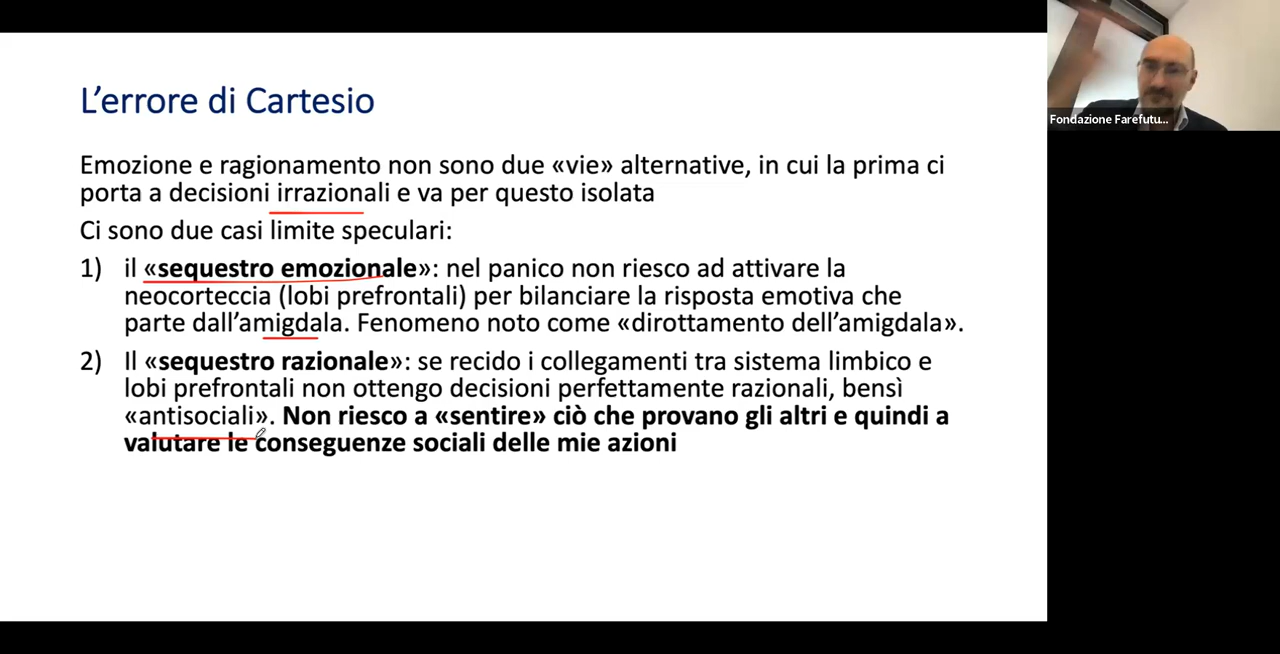 L'errore di Cartesio
Emozione e ragionamento non sono due «vie» alternative, in cui la prima ci
porta a decisioni irrazionali e va per questo isolata
Ci sono due casi limite speculari:
1) il «sequestro emozionale»: nel panico non riesco ad attivare la
neocorteccia (lobi prefrontali) per bilanciare la risposta emotiva che
parte dall'amigdala. Fenomeno noto come «dirottamento dell'amigdala».
2) Il «sequestro razionale»: se recido i collegamenti tra sistema limbico e
lobi prefrontali non ottengo decisioni perfettamente razionali, bensì
«antisociali». Non riesco a «sentire» ciò che provano gli altri e quindi a
valutare le conseguenze sociali delle mie azioni
Fondazione Farefutu...